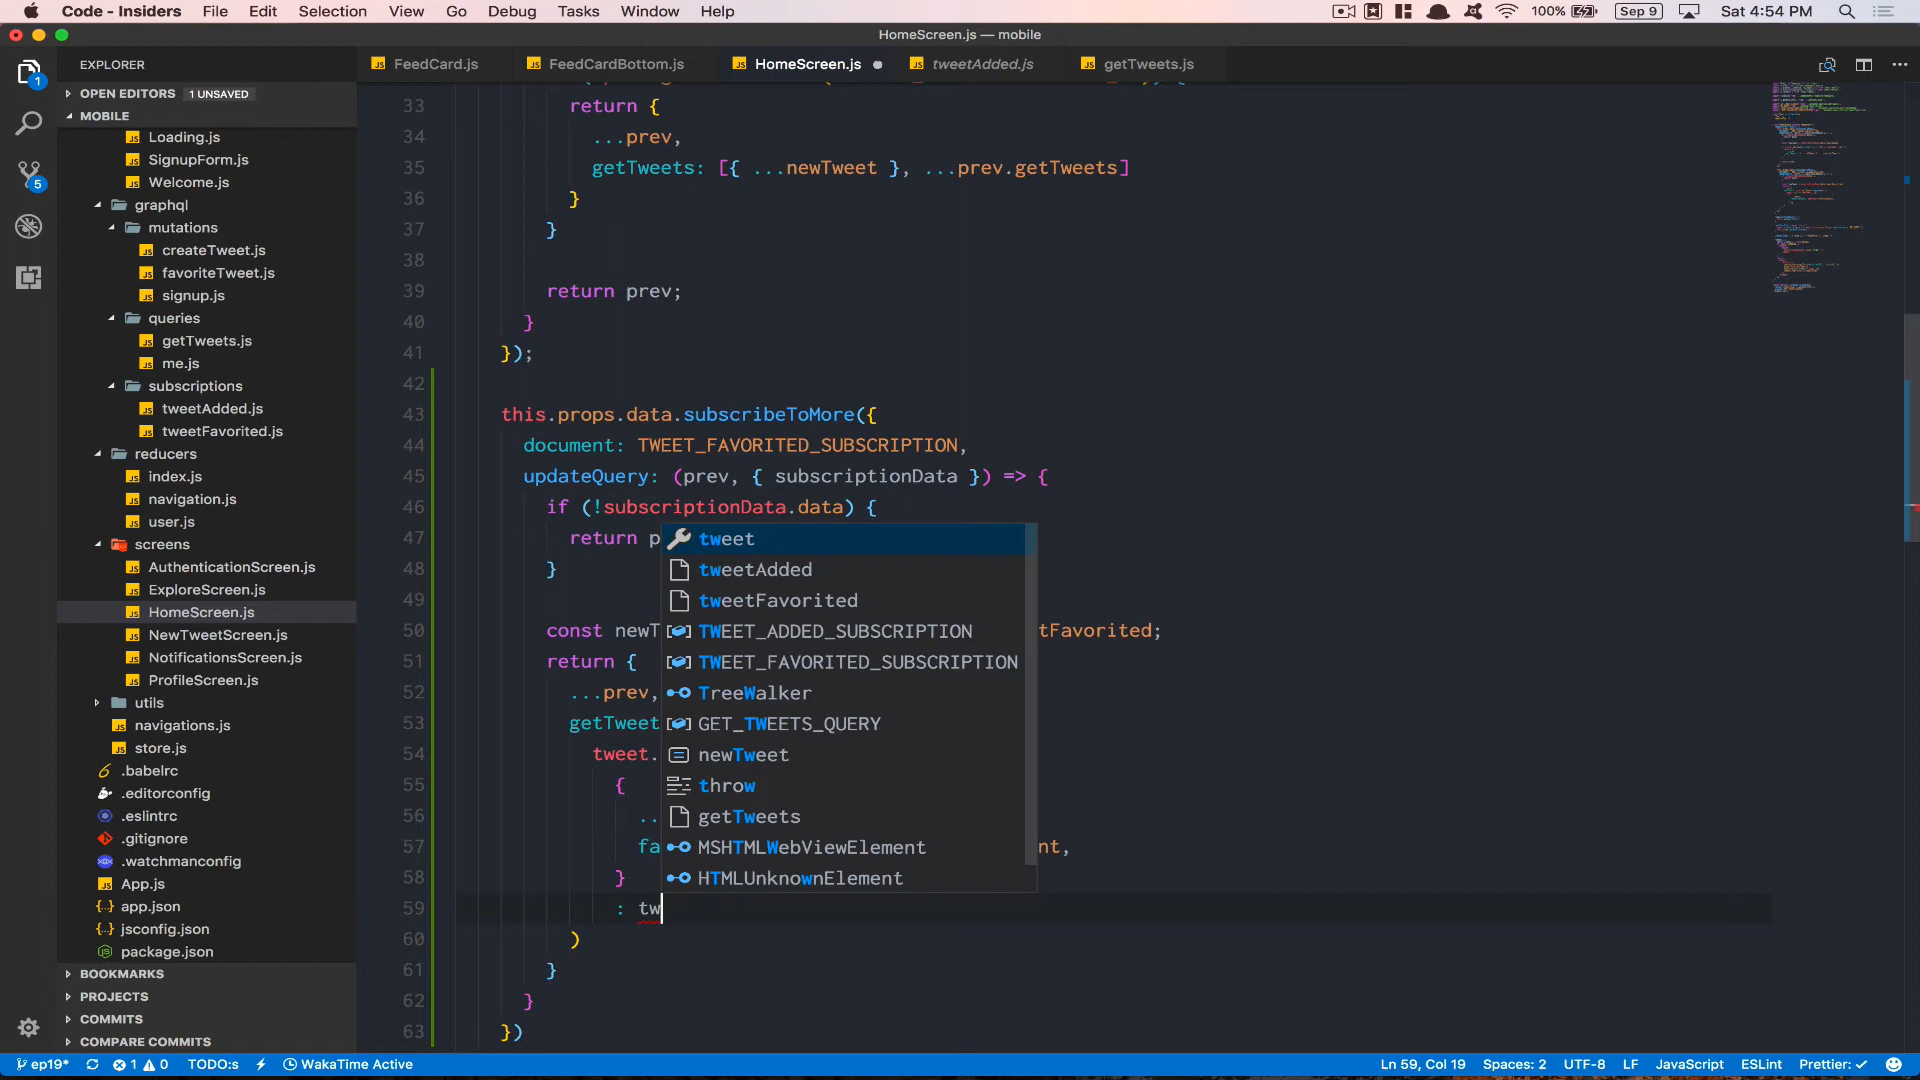 Code - Insiders File Edit Selection View Go Debug Tasks Window Help 100% Sep 9 Sat 4:54 PM
HomeScreen.js — mobile
EXPLORER
FeedCard.js FeedCardBottom.js HomeScreen.js tweetAdded.js getTweets.js
OPEN EDITORS 1 UNSAVED
MOBILE
Loading.js
SignupForm.js
Welcome.js
graphql
mutations
createTweet.js
favoriteTweet.js
signup.js
queries
getTweets.js
me.js
subscriptions
tweetAdded.js
tweetFavorited.js
reducers
index.js
navigation.js
user.js
screens
AuthenticationScreen.js
ExploreScreen.js
HomeScreen.js
NewTweetScreen.js
NotificationsScreen.js
ProfileScreen.js
utils
navigations.js
store.js
.babelrc
.editorconfig
.eslintrc
.gitignore
.watchmanconfig
App.js
app.json
jsconfig.json
package.json
BOOKMARKS
PROJECTS
COMMITS
COMPARE COMMITS
1
5
33 return {
34 ...prev,
35 getTweets: [{ ...newTweet }, ...prev.getTweets]
36 }
37 }
38
39 return prev;
40 }
41 });
42
43 this.props.data.subscribeToMore({
44 document: TWEET_FAVORITED_SUBSCRIPTION,
45 updateQuery: (prev, { subscriptionData }) => {
46 if (!subscriptionData.data) {
47 return p
48 }
49
50 const newT tFavorited;
51 return {
52 ...prev,
53 getTweet
54 tweet.
55 {
56 ..
57 fa nt,
58 }
59 : tw
60 )
61 }
62 }
63 })
tweet
tweetAdded
tweetFavorited
TWEET_ADDED_SUBSCRIPTION
TWEET_FAVORITED_SUBSCRIPTION
TreeWalker
GET_TWEETS_QUERY
newTweet
throw
getTweets
MSHTMLWebViewElement
HTMLUnknownElement
ep19* 1 0 TODO:s WakaTime Active Ln 59, Col 19 Spaces: 2 UTF-8 LF JavaScript ESLint Prettier: ✓